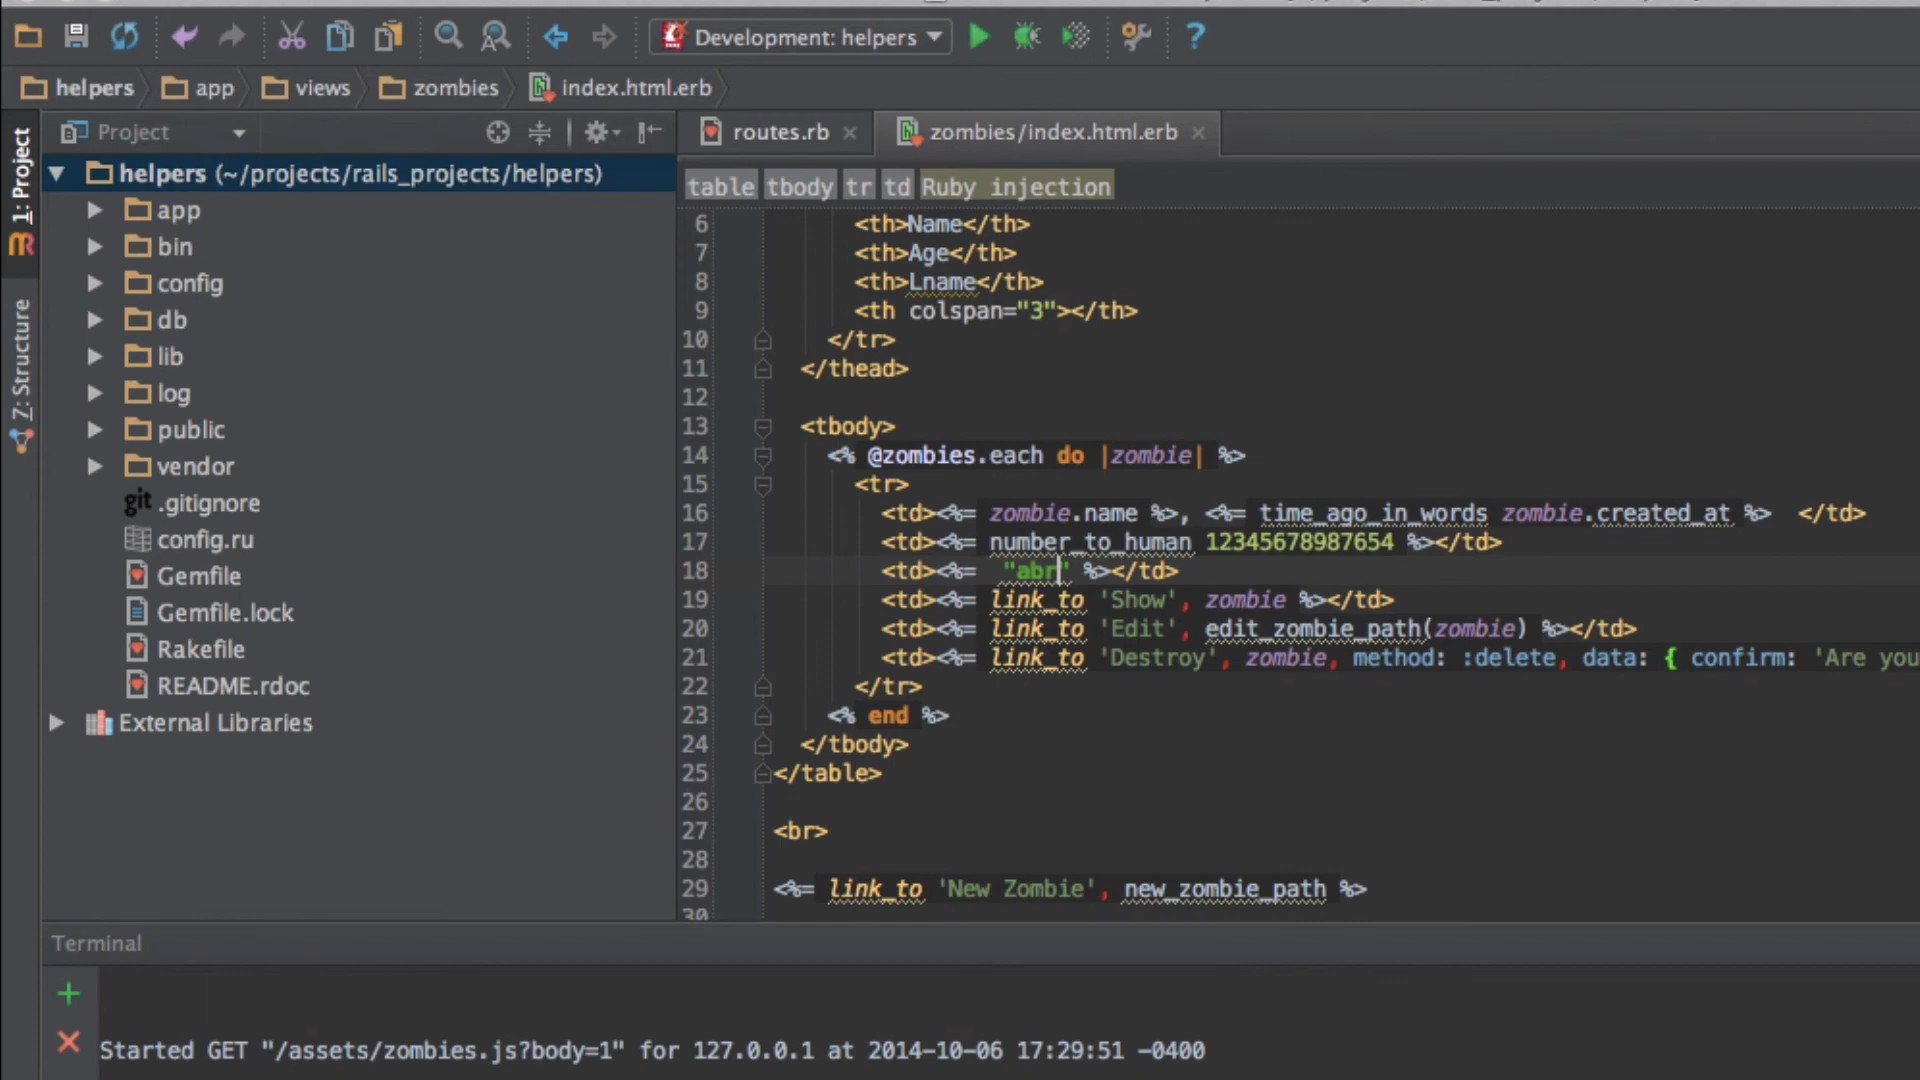 Development: helpers
helpers app views zombies index.html.erb
1: Project
7: Structure
Project
helpers (~/projects/rails_projects/helpers)
app
bin
config
db
lib
log
public
vendor
git .gitignore
config.ru
Gemfile
Gemfile.lock
Rakefile
README.rdoc
External Libraries
routes.rb zombies/index.html.erb
table tbody tr td Ruby injection
6 <th>Name</th>
7 <th>Age</th>
8 <th>Lname</th>
9 <th colspan="3"></th>
10 </tr>
11 </thead>
12
13 <tbody>
14 <% @zombies.each do |zombie| %>
15 <tr>
16 <td><%= zombie.name %>, <%= time_ago_in_words zombie.created_at %> </td>
17 <td><%= number_to_human 12345678987654 %></td>
18 <td><%= "abr" %></td>
19 <td><%= link_to 'Show', zombie %></td>
20 <td><%= link_to 'Edit', edit_zombie_path(zombie) %></td>
21 <td><%= link_to 'Destroy', zombie, method: :delete, data: { confirm: 'Are you
22 </tr>
23 <% end %>
24 </tbody>
25 </table>
26
27 <br>
28
29 <%= link_to 'New Zombie', new_zombie_path %>
30
Terminal
Started GET "/assets/zombies.js?body=1" for 127.0.0.1 at 2014-10-06 17:29:51 -0400